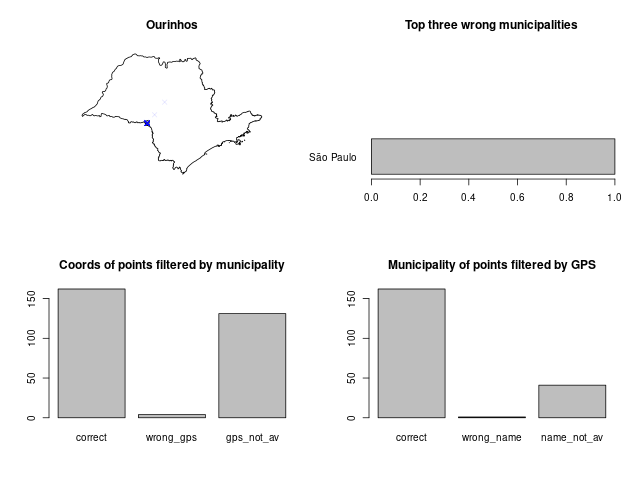 Ourinhos
Top three wrong municipalities
São Paulo
0.0 0.2 0.4 0.6 0.8 1.0
Coords of points filtered by municipality
150
100
50
0
correct wrong_gps gps_not_av
Municipality of points filtered by GPS
150
100
50
0
correct wrong_name name_not_av